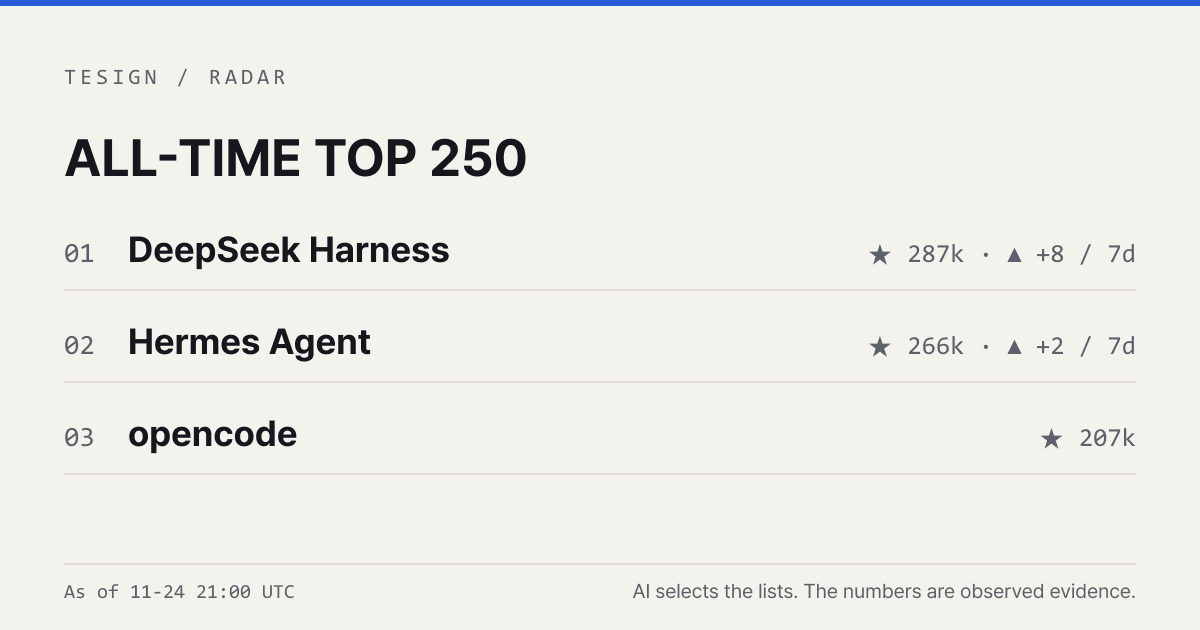 TESIGN / RADAR
ALL-TIME TOP 250
01 DeepSeek Harness ★ 287k · ▲ +8 / 7d
02 Hermes Agent ★ 266k · ▲ +2 / 7d
03 opencode ★ 207k
As of 11-24 21:00 UTC AI selects the lists. The numbers are observed evidence.